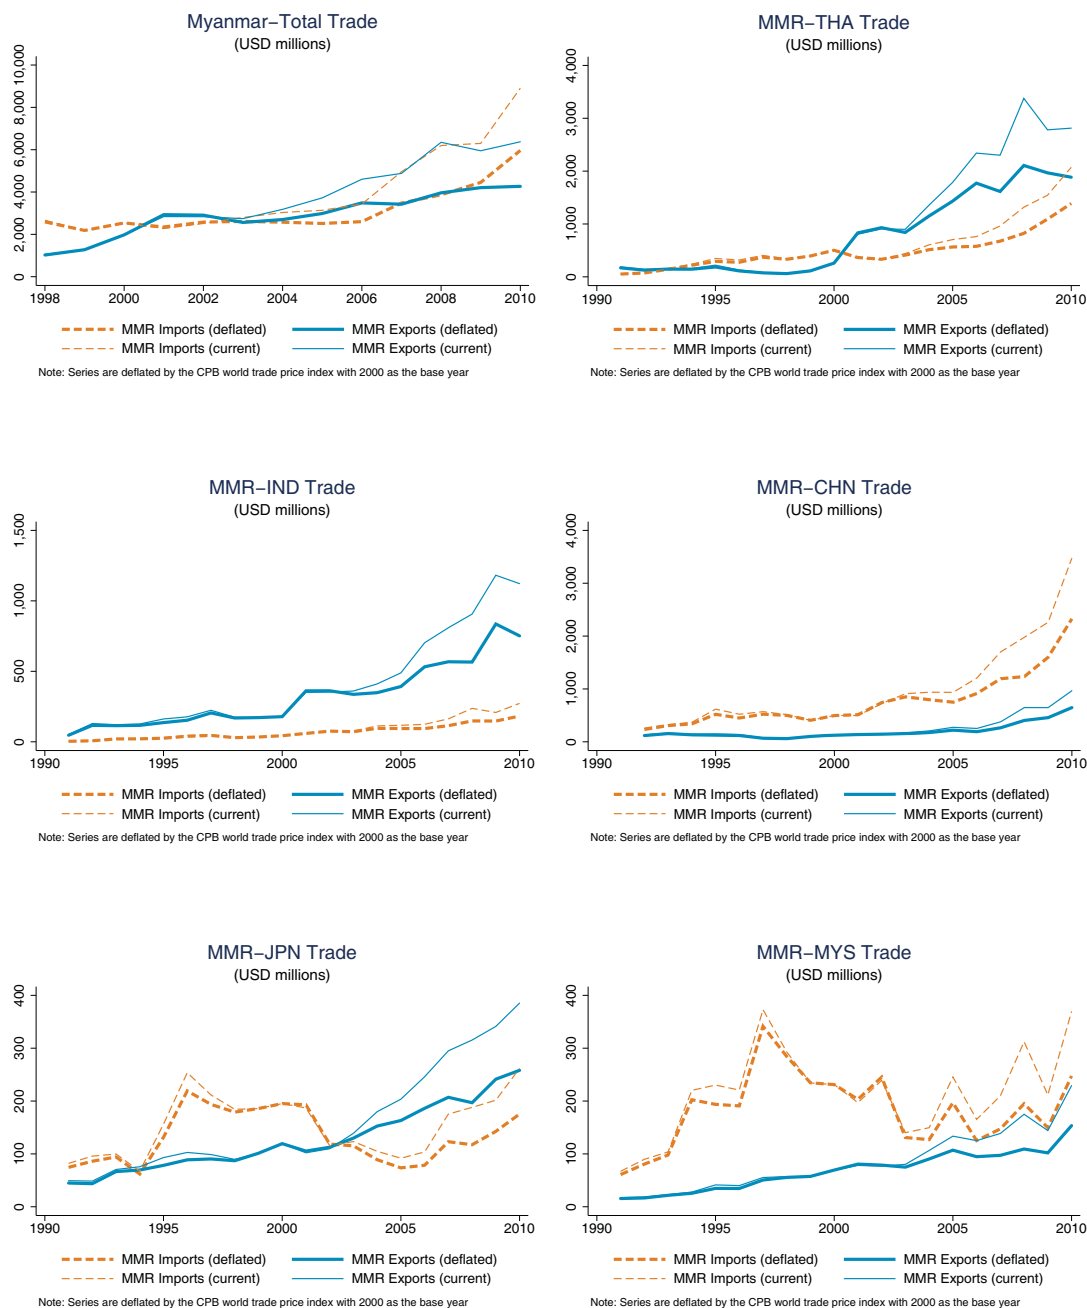 Myanmar−Total Trade
(USD millions)
10,000
8,000
6,000
4,000
2,000
0
1998 2000 2002 2004 2006 2008 2010
MMR Imports (deflated) MMR Exports (deflated)
MMR Imports (current) MMR Exports (current)
Note: Series are deflated by the CPB world trade price index with 2000 as the base year
MMR−THA Trade
(USD millions)
4,000
3,000
2,000
1,000
0
1990 1995 2000 2005 2010
MMR Imports (deflated) MMR Exports (deflated)
MMR Imports (current) MMR Exports (current)
Note: Series are deflated by the CPB world trade price index with 2000 as the base year
MMR−IND Trade
(USD millions)
1,500
1,000
500
0
1990 1995 2000 2005 2010
MMR Imports (deflated) MMR Exports (deflated)
MMR Imports (current) MMR Exports (current)
Note: Series are deflated by the CPB world trade price index with 2000 as the base year
MMR−CHN Trade
(USD millions)
4,000
3,000
2,000
1,000
0
1990 1995 2000 2005 2010
MMR Imports (deflated) MMR Exports (deflated)
MMR Imports (current) MMR Exports (current)
Note: Series are deflated by the CPB world trade price index with 2000 as the base year
MMR−JPN Trade
(USD millions)
400
300
200
100
0
1990 1995 2000 2005 2010
MMR Imports (deflated) MMR Exports (deflated)
MMR Imports (current) MMR Exports (current)
Note: Series are deflated by the CPB world trade price index with 2000 as the base year
MMR−MYS Trade
(USD millions)
400
300
200
100
0
1990 1995 2000 2005 2010
MMR Imports (deflated) MMR Exports (deflated)
MMR Imports (current) MMR Exports (current)
Note: Series are deflated by the CPB world trade price index with 2000 as the base year